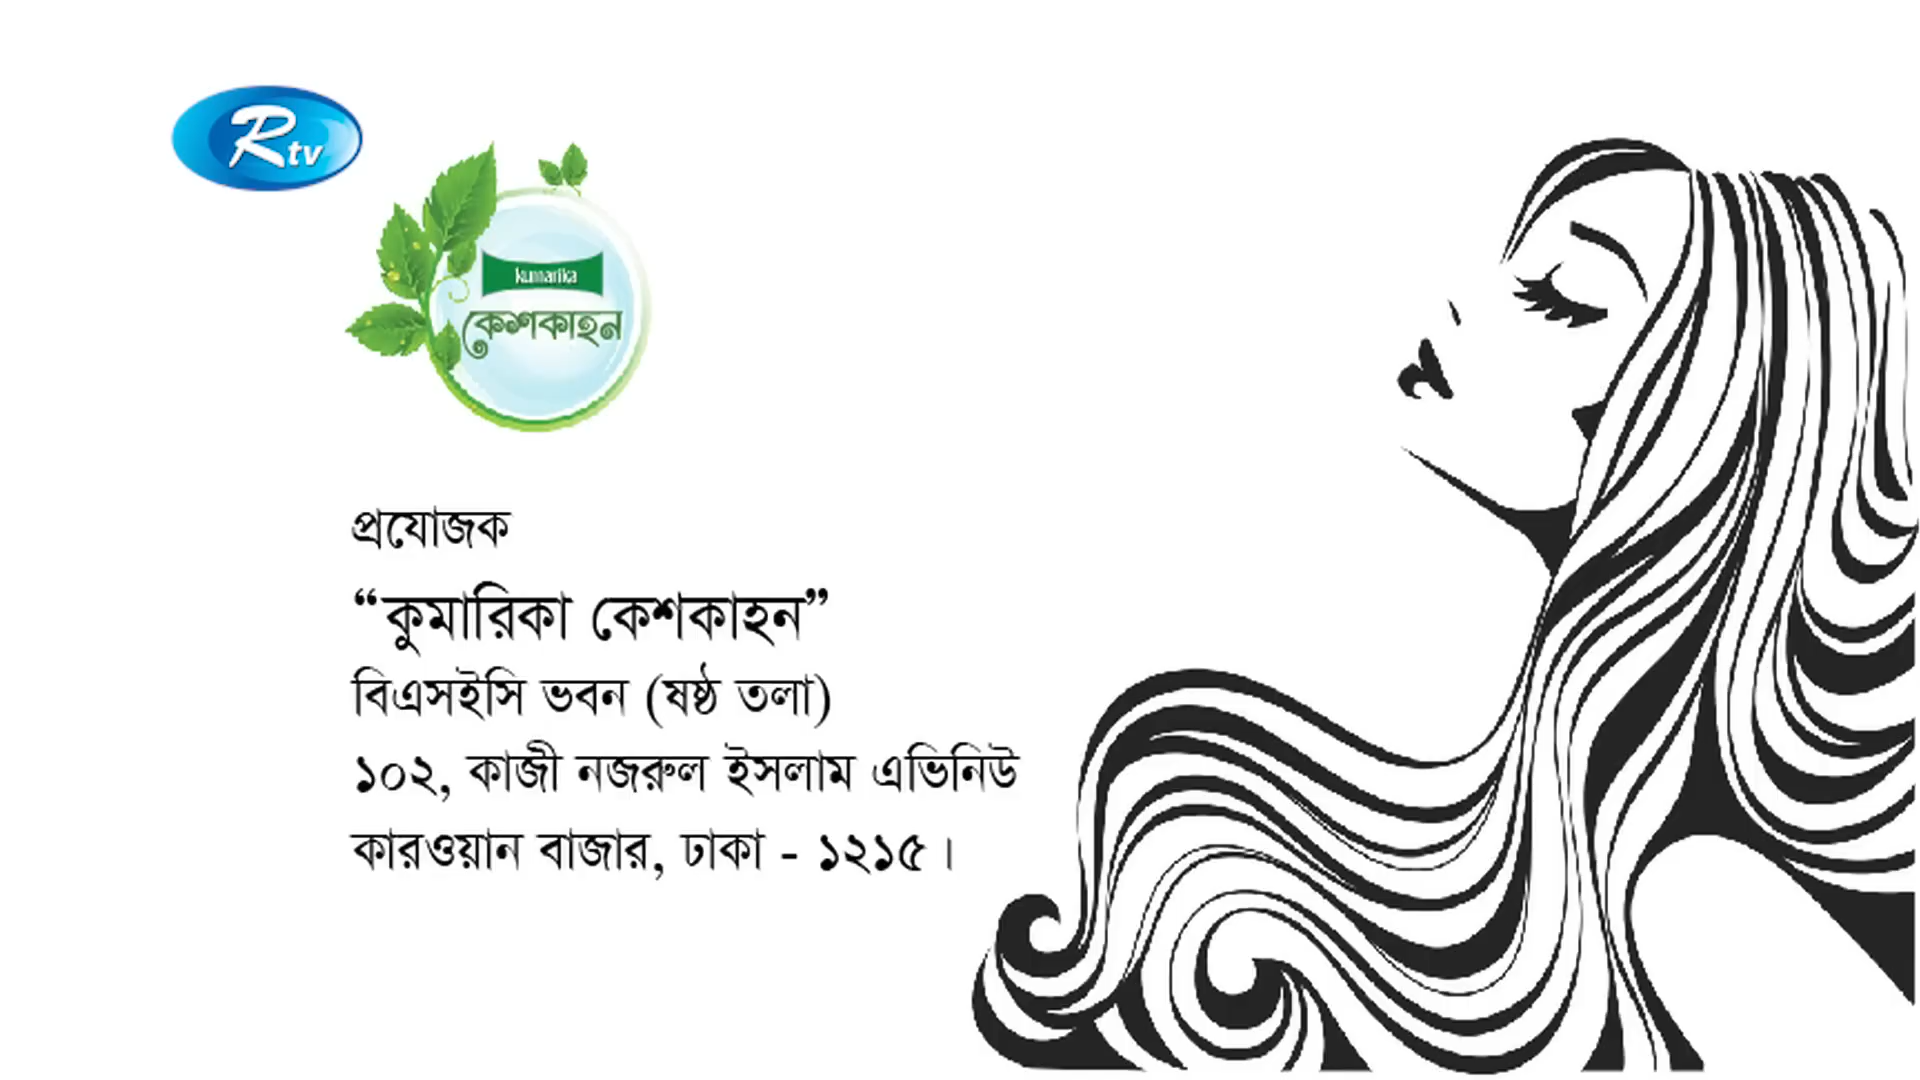 Rtv
kumarika
কেশকাহন
প্রযোজক
“কুমারিকা কেশকাহন”
বিএসইসি ভবন (ষষ্ঠ তলা)
১০২, কাজী নজরুল ইসলাম এভিনিউ
কারওয়ান বাজার, ঢাকা - ১২১৫।